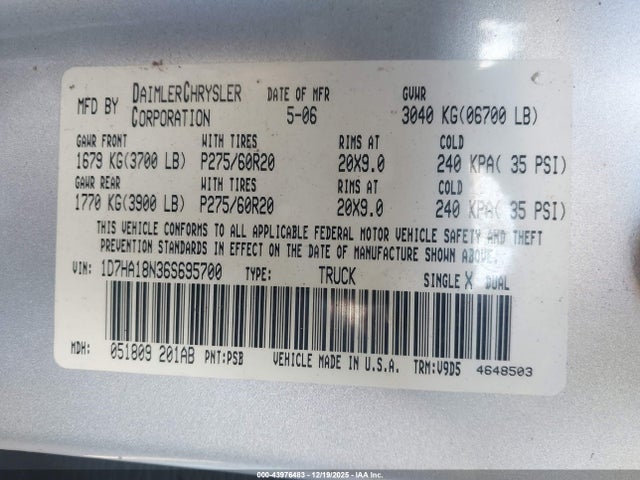 MFD BY DAIMLERCHRYSLER CORPORATION DATE OF MFR 5-06 GVWR 3040 KG(06700 LB)
GAWR FRONT WITH TIRES RIMS AT COLD
1679 KG(3700 LB) P275/60R20 20X9.0 240 KPA( 35 PSI)
GAWR REAR WITH TIRES RIMS AT COLD
1770 KG(3900 LB) P275/60R20 20X9.0 240 KPA( 35 PSI)
THIS VEHICLE CONFORMS TO ALL APPLICABLE FEDERAL MOTOR VEHICLE SAFETY AND THEFT
PREVENTION STANDARDS IN EFFECT ON THE DATE OF MANUFACTURE SHOWN ABOVE.
VIN: 1D7HA18N36S695700 TYPE: TRUCK SINGLE X DUAL
MDH: 051809 201AB PNT:PSB VEHICLE MADE IN U.S.A. TRM:V9D5 4648503
000-43976483 - 12/19/2025 - IAA Inc.